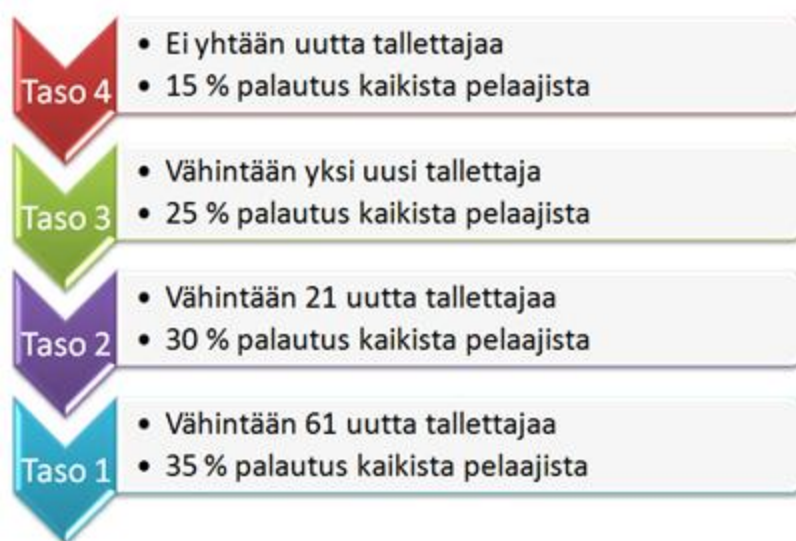 Taso 4
• Ei yhtään uutta tallettajaa
• 15 % palautus kaikista pelaajista
Taso 3
• Vähintään yksi uusi tallettaja
• 25 % palautus kaikista pelaajista
Taso 2
• Vähintään 21 uutta tallettajaa
• 30 % palautus kaikista pelaajista
Taso 1
• Vähintään 61 uutta tallettajaa
• 35 % palautus kaikista pelaajista